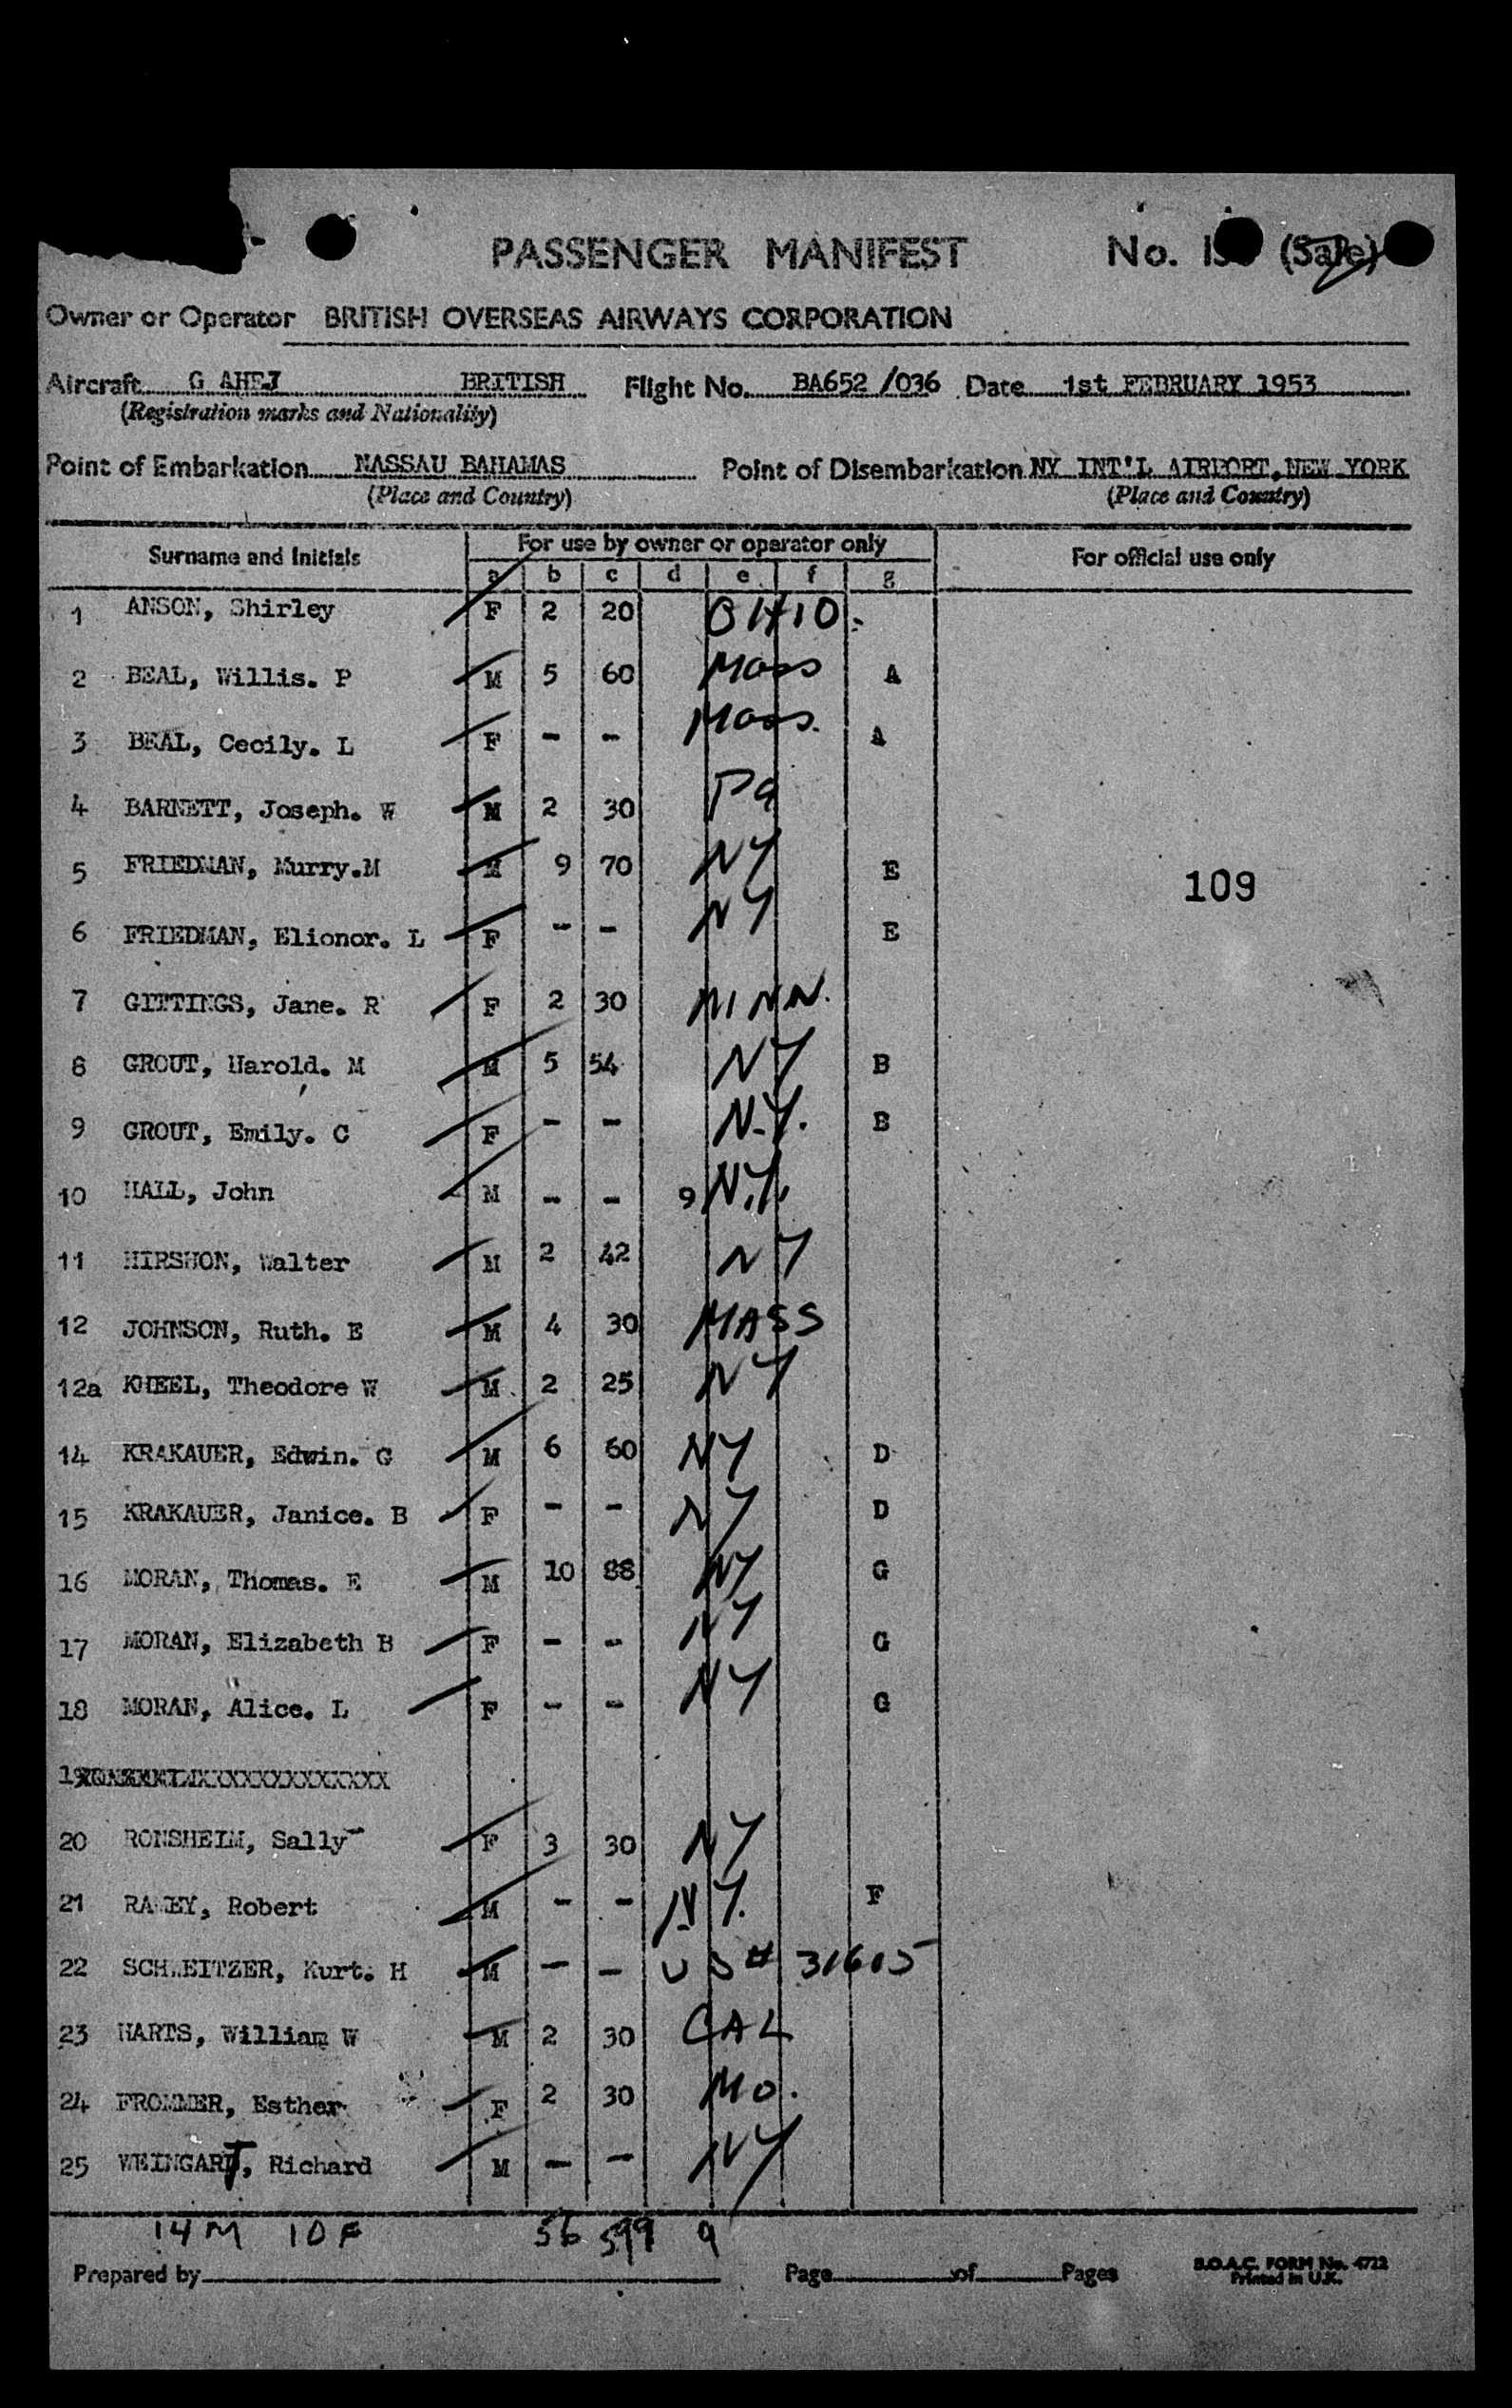 PASSENGER MANIFEST No. (Sale)
Owner or Operator BRITISH OVERSEAS AIRWAYS CORPORATION
Aircraft G AHEJ BRITISH Flight No. BA652 /036 Date 1st FEBRUARY 1953
(Registration marks and Nationality)
Point of Embarkation NASSAU BAHAMAS Point of Disembarkation NY INT'L AIRPORT, NEW YORK
(Place and Country) (Place and Country)
Surname and Initials For use by owner or operator only For official use only
a b c d e f g
1 ANSON, Shirley F 2 20 OHIO.
2 BEAL, Willis. P M 5 60 Mass A
3 BEAL, Cecily. L F - - Mass. A
4 BARNETT, Joseph. W M 2 30 Pa
5 FRIEDMAN, Murry.M M 9 70 NY E
109
6 FRIEDMAN, Elionor. L F - - NY E
7 GITTINGS, Jane. R F 2 30 MINN.
8 GROUT, Harold. M M 5 54 NY B
9 GROUT, Emily. C F - - N.Y. B
10 HALL, John M - - 9 N.Y.
11 HIRSHON, Walter M 2 42 NY
12 JOHNSON, Ruth. E M 4 30 MASS
12a KHEEL, Theodore W M 2 25 NY
14 KRAKAUER, Edwin. G M 6 60 NY D
15 KRAKAUER, Janice. B F - - NY D
16 MORAN, Thomas. E M 10 88 NY G
17 MORAN, Elizabeth B F - - NY G
18 MORAN, Alice. L F - - NY G
20 RONSHEIM, Sally F 3 30 NY
21 Robert M - - NY. F
22 Kurt. H M - - US# 31605
23 HARTS, William W M 2 30 CAL
24 FROMMER, Esther F 2 30 Mo.
25 WEINGART, Richard M - - NY
14M 10F 56 599 9
Prepared by Page of Pages B.O.A.C. FORM No. 4722
Printed in U.K.